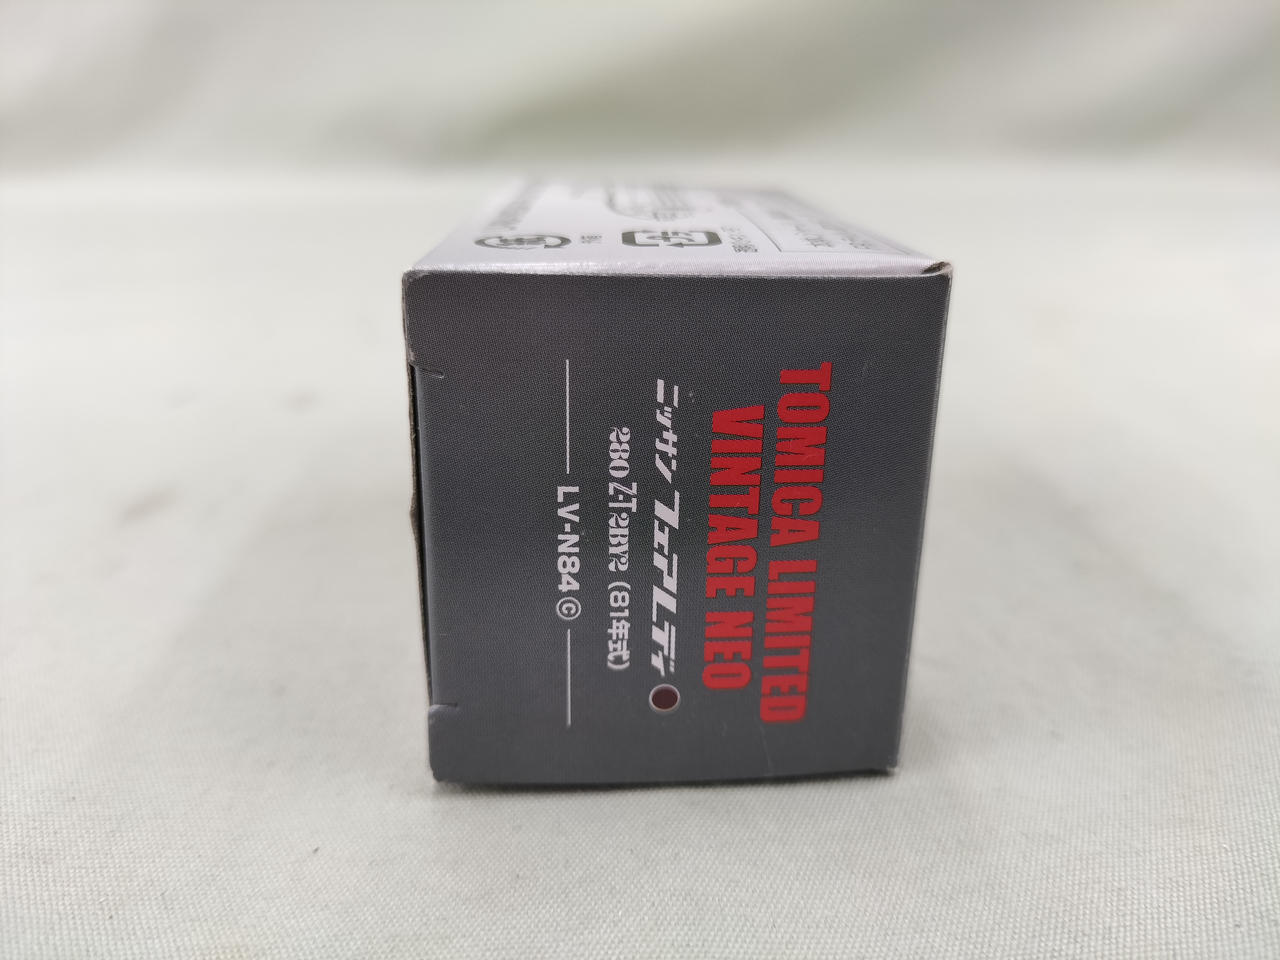 TOMICA LIMITED
VINTAGE NEO
ニッサン フェアレディ
280 Z-T 2BY2 (81年式)
LV-N84 ⓒ